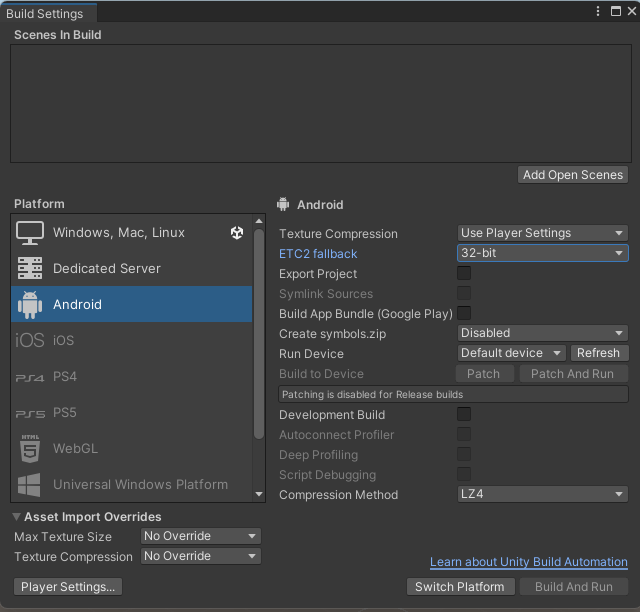 Build Settings
Scenes In Build
Add Open Scenes
Platform
Windows, Mac, Linux
Dedicated Server
Android
iOS iOS
PS4 PS4
PS5 PS5
HTML 5 WebGL
Universal Windows Platform
Android
Texture Compression Use Player Settings
ETC2 fallback 32-bit
Export Project
Symlink Sources
Build App Bundle (Google Play)
Create symbols.zip Disabled
Run Device Default device Refresh
Build to Device Patch Patch And Run
Patching is disabled for Release builds
Development Build
Autoconnect Profiler
Deep Profiling
Script Debugging
Compression Method LZ4
Asset Import Overrides
Max Texture Size No Override
Texture Compression No Override
Learn about Unity Build Automation
Player Settings... Switch Platform Build And Run